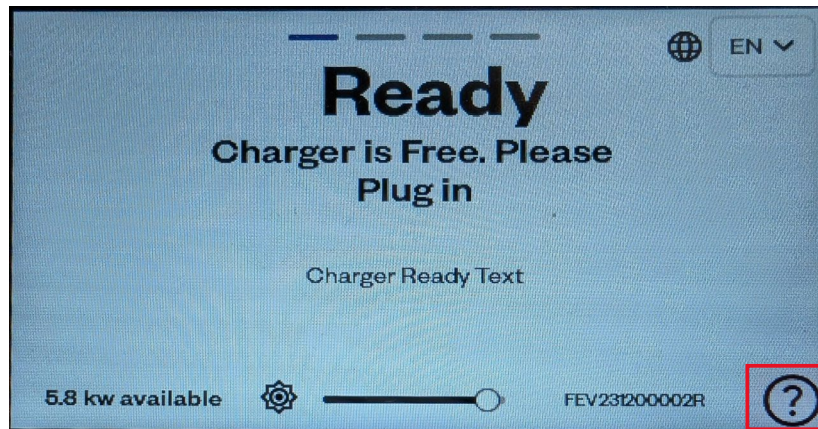 EN
Ready
Charger is Free. Please
Plug in
Charger Ready Text
5.8 kw available
FEV231200002R
?